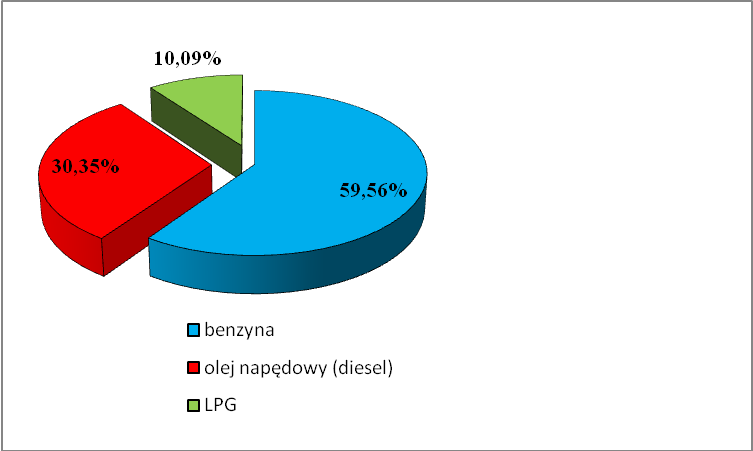 10,09%
30,35%
59,56%
benzyna
olej napędowy (diesel)
LPG